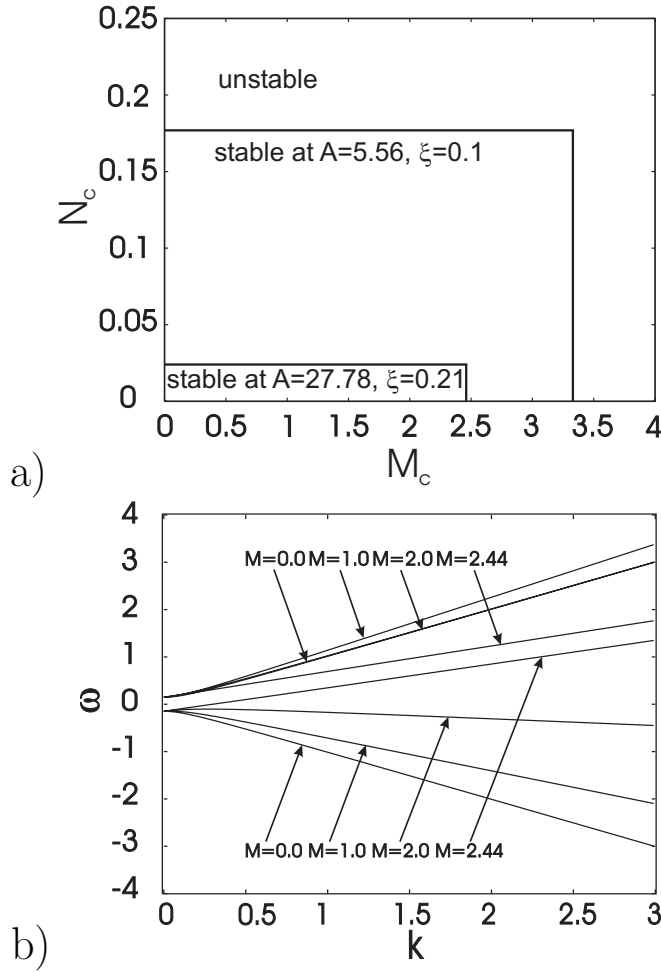 0.25
unstable
0.2
stable at A=5.56, ξ=0.1
0.15
N_c
0.1
0.05
stable at A=27.78, ξ=0.21
0
0 0.5 1 1.5 2 2.5 3 3.5 4
M_c
a)
4
M=0.0 M=1.0 M=2.0 M=2.44
3
2
1
ω
0
-1
-2
M=0.0 M=1.0 M=2.0 M=2.44
-3
-4
0.5 1 1.5 2 2.5 3
k
b)